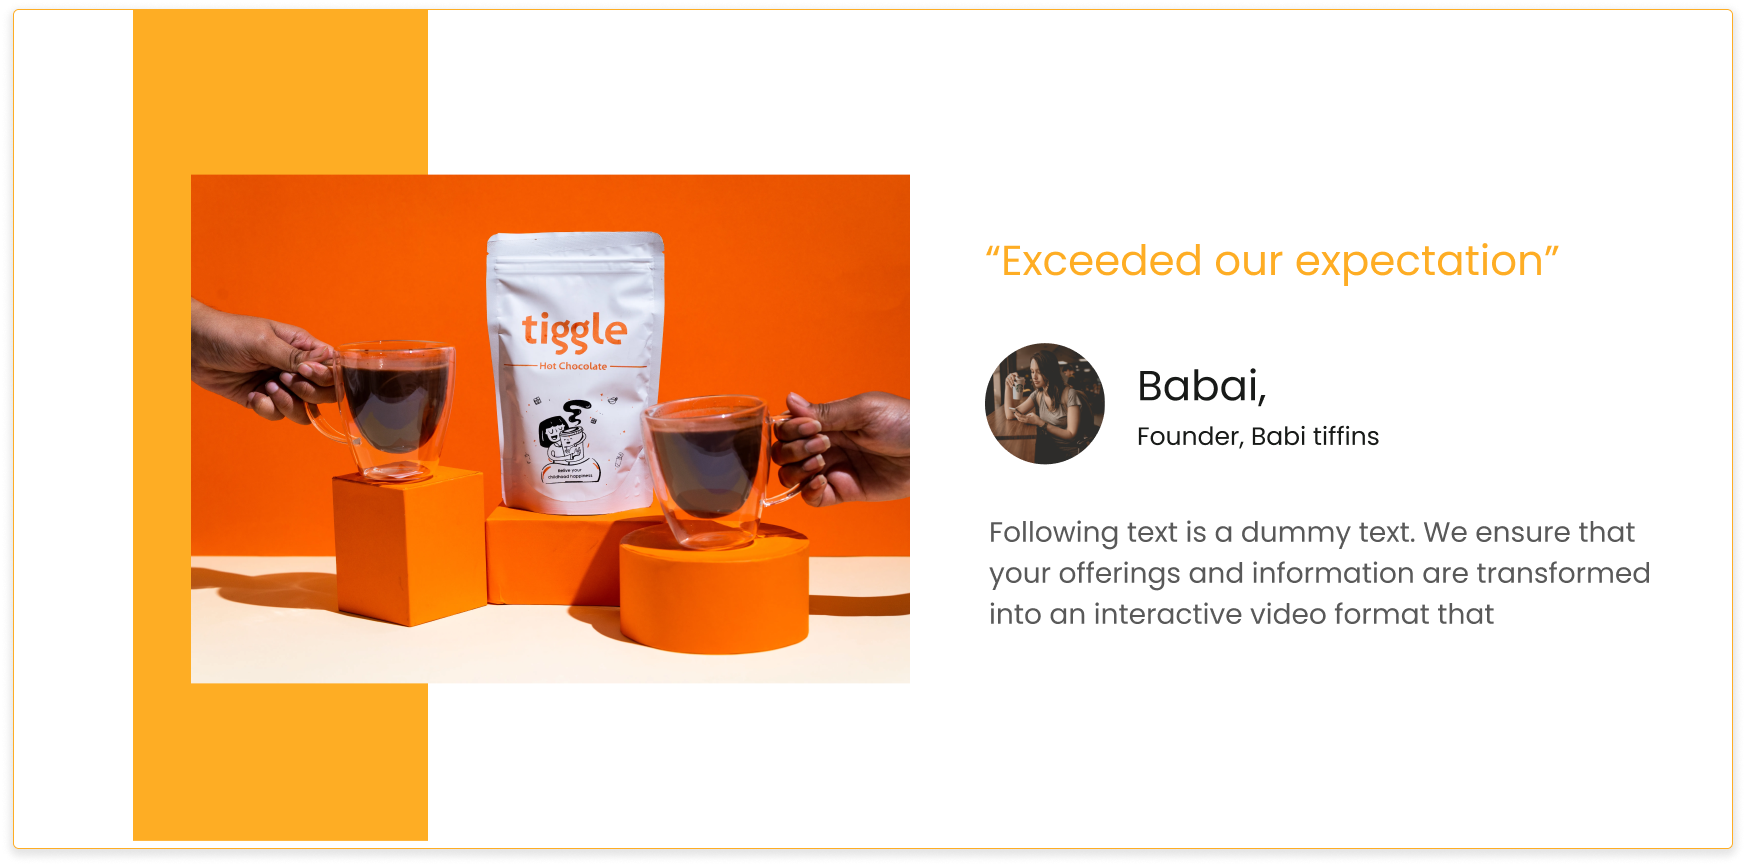 tiggle
Hot Chocolate
Relive your
childhood happiness
“Exceeded our expectation”
Babai,
Founder, Babi tiffins
Following text is a dummy text. We ensure that
your offerings and information are transformed
into an interactive video format that